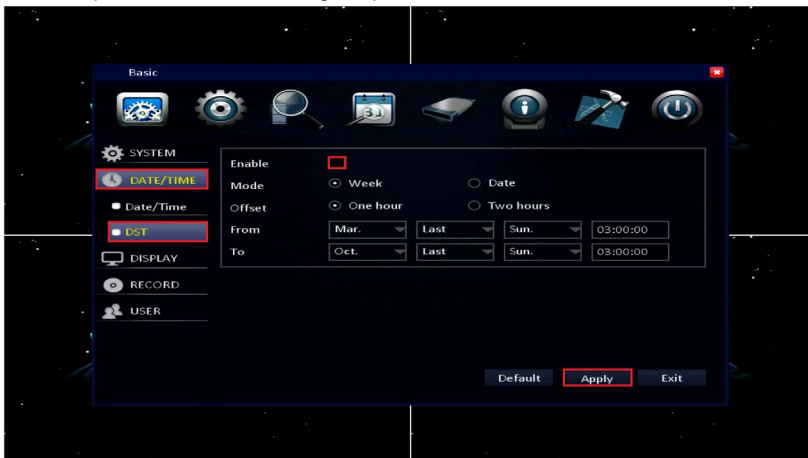 Basic
31
SYSTEM
DATE/TIME
Date/Time
DST
DISPLAY
RECORD
USER
Enable
Mode Week Date
Offset One hour Two hours
From Mar. Last Sun. 03:00:00
To Oct. Last Sun. 03:00:00
Default Apply Exit